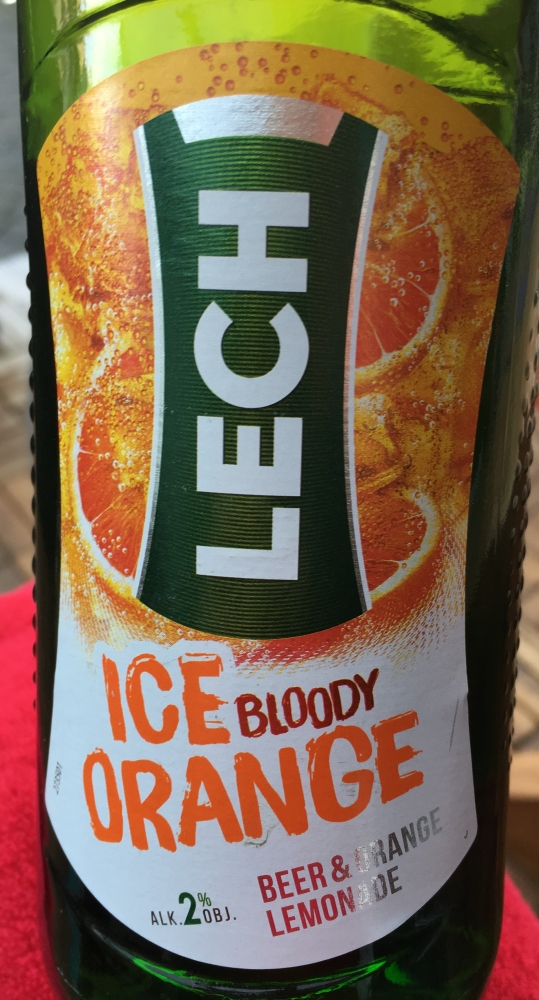 LECH
ICE BLOODY
ORANGE
ALK. 2% OBJ.
BEER & ORANGE
LEMONADE